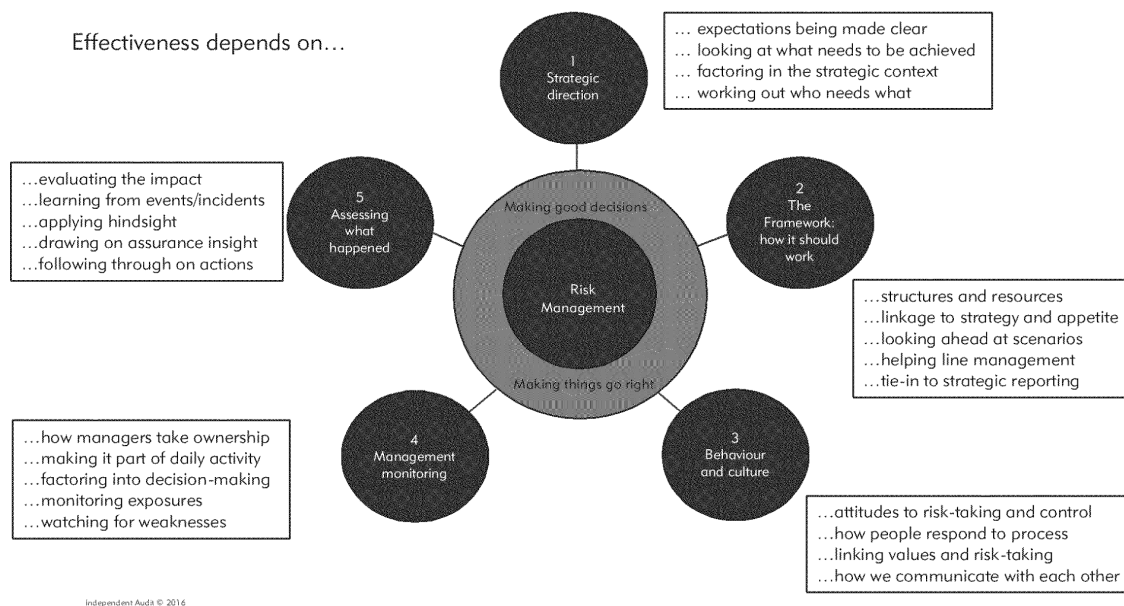 Effectiveness depends on…
1
Strategic
direction
… expectations being made clear
… looking at what needs to be achieved
… factoring in the strategic context
… working out who needs what
2
The
Framework:
how it should
work
…structures and resources
…linkage to strategy and appetite
…looking ahead at scenarios
…helping line management
…tie-in to strategic reporting
3
Behaviour
and culture
…attitudes to risk-taking and control
…how people respond to process
…linking values and risk-taking
…how we communicate with each other
4
Management
monitoring
…how managers take ownership
…making it part of daily activity
…factoring into decision-making
…monitoring exposures
…watching for weaknesses
5
Assessing
what
happened
…evaluating the impact
…learning from events/incidents
…applying hindsight
…drawing on assurance insight
…following through on actions
Making good decisions
Risk
Management
Making things go right
Independent Audit © 2016